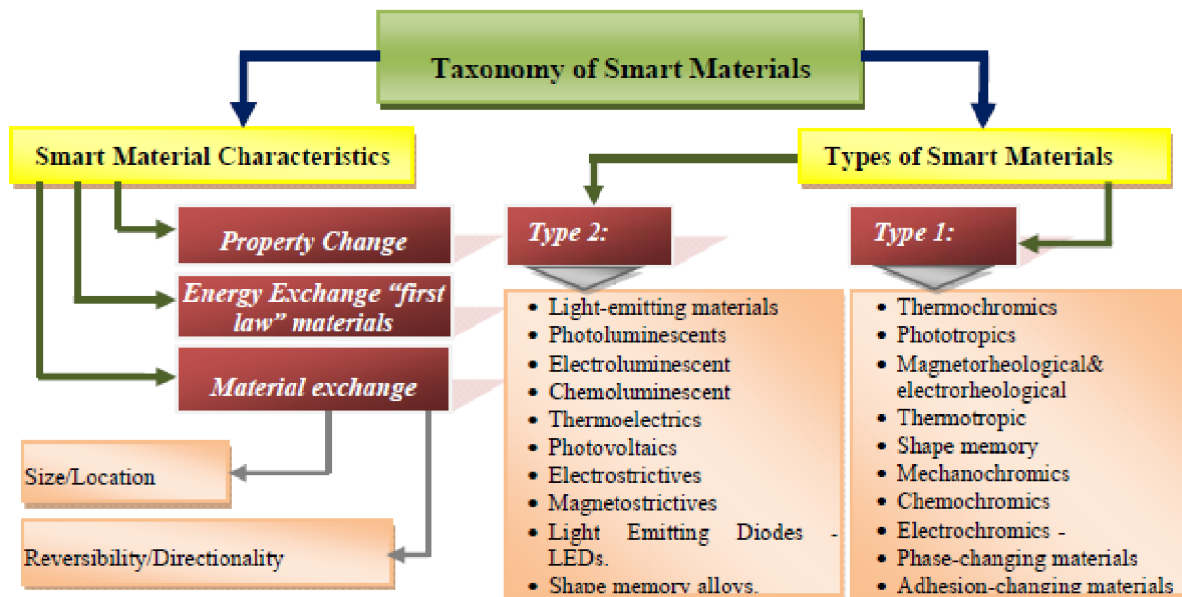 Taxonomy of Smart Materials
Smart Material Characteristics
Types of Smart Materials
Property Change
Energy Exchange “first
law” materials
Material exchange
Size/Location
Reversibility/Directionality
Type 2:
• Light-emitting materials
• Photoluminescents
• Electroluminescent
• Chemoluminescent
• Thermoelectrics
• Photovoltaics
• Electrostrictives
• Magnetostrictives
• Light Emitting Diodes -
LEDs.
• Shape memory alloys.
Type 1:
• Thermochromics
• Phototropics
• Magnetorheological&
electrorheological
• Thermotropic
• Shape memory
• Mechanochromics
• Chemochromics
• Electrochromics -
• Phase-changing materials
• Adhesion-changing materials